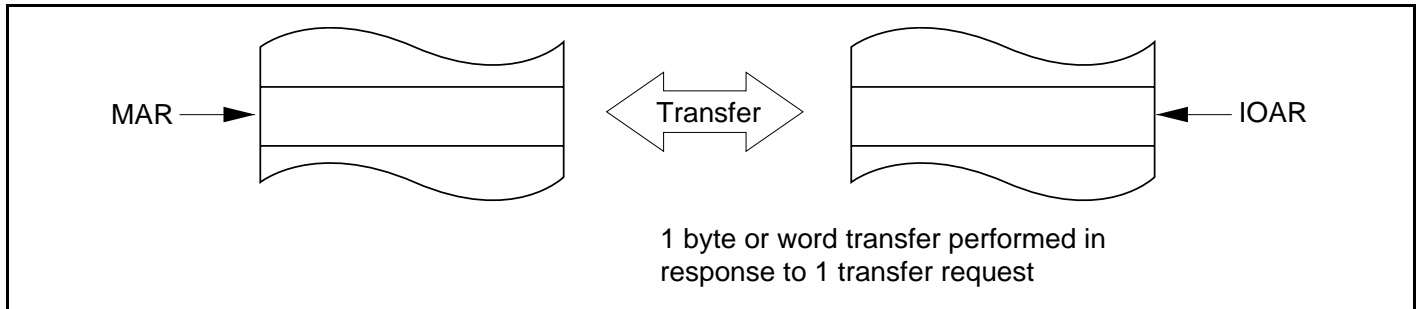 MAR
Transfer
IOAR
1 byte or word transfer performed in
response to 1 transfer request